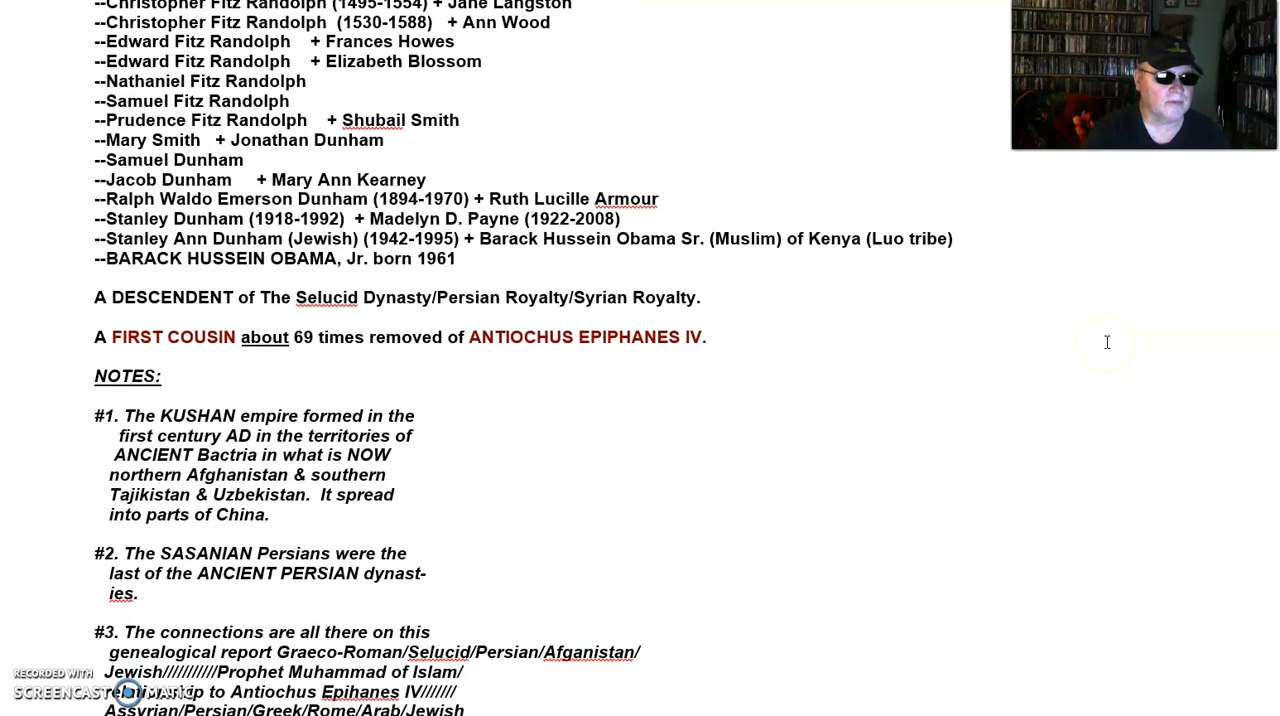 --Christopher Fitz Randolph (1495-1554) + Jane Langston
--Christopher Fitz Randolph (1530-1588) + Ann Wood
--Edward Fitz Randolph + Frances Howes
--Edward Fitz Randolph + Elizabeth Blossom
--Nathaniel Fitz Randolph
--Samuel Fitz Randolph
--Prudence Fitz Randolph + Shubail Smith
--Mary Smith + Jonathan Dunham
--Samuel Dunham
--Jacob Dunham + Mary Ann Kearney
--Ralph Waldo Emerson Dunham (1894-1970) + Ruth Lucille Armour
--Stanley Dunham (1918-1992) + Madelyn D. Payne (1922-2008)
--Stanley Ann Dunham (Jewish) (1942-1995) + Barack Hussein Obama Sr. (Muslim) of Kenya (Luo tribe)
--BARACK HUSSEIN OBAMA, Jr. born 1961
A DESCENDENT of The Selucid Dynasty/Persian Royalty/Syrian Royalty.
A FIRST COUSIN about 69 times removed of ANTIOCHUS EPIPHANES IV.
NOTES:
#1. The KUSHAN empire formed in the
first century AD in the territories of
ANCIENT Bactria in what is NOW
northern Afghanistan & southern
Tajikistan & Uzbekistan. It spread
into parts of China.
#2. The SASANIAN Persians were the
last of the ANCIENT PERSIAN dynast-
ies.
#3. The connections are all there on this
genealogical report Graeco-Roman/Selucid/Persian/Afganistan/
Jewish///////////Prophet Muhammad of Islam/
relationship to Antiochus Epihanes IV///////
Assyrian/Persian/Greek/Rome/Arab/Jewish
RECORDED WITH
SCREENCAST MATIC